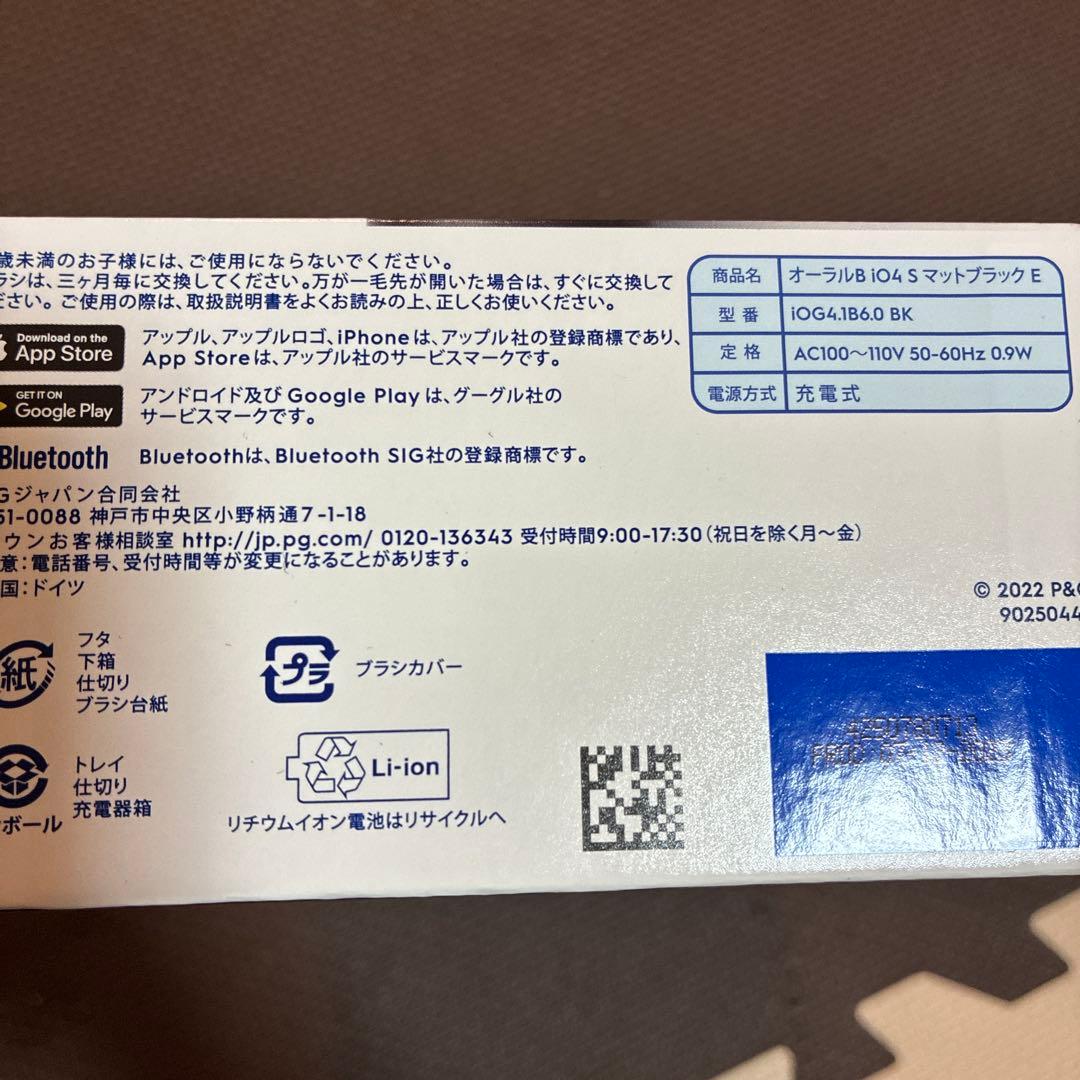 歳未満のお子様には、ご使用にならないでください。
ラシは、三ヶ月毎に交換してください。万が一毛先が開いた場合は、すぐに交換して
ださい。ご使用の際は、取扱説明書をよくお読みの上、正しくお使いください。
Download on the
App Store
アップル、アップルロゴ、iPhoneは、アップル社の登録商標であり、
App Storeは、アップル社のサービスマークです。
GET IT ON
Google Play
アンドロイド及びGoogle Playは、グーグル社の
サービスマークです。
Bluetooth
Bluetoothは、Bluetooth SIG社の登録商標です。
Gジャパン合同会社
51-0088 神戸市中央区小野柄通7-1-18
ウンお客様相談室 http://jp.pg.com/ 0120-136343 受付時間9:00-17:30(祝日を除く月～金)
意:電話番号、受付時間等が変更になることがあります。
国:ドイツ
商品名 オーラルB iO4 S マットブラック E
型番 iOG4.1B6.0 BK
定格 AC100～110V 50-60Hz 0.9W
電源方式 充電式
© 2022 P&G
9025044
紙
フタ
下箱
仕切り
ブラシ台紙
プラ
ブラシカバー
トレイ
仕切り
充電器箱
ボール
Li-ion
リチウムイオン電池はリサイクルへ